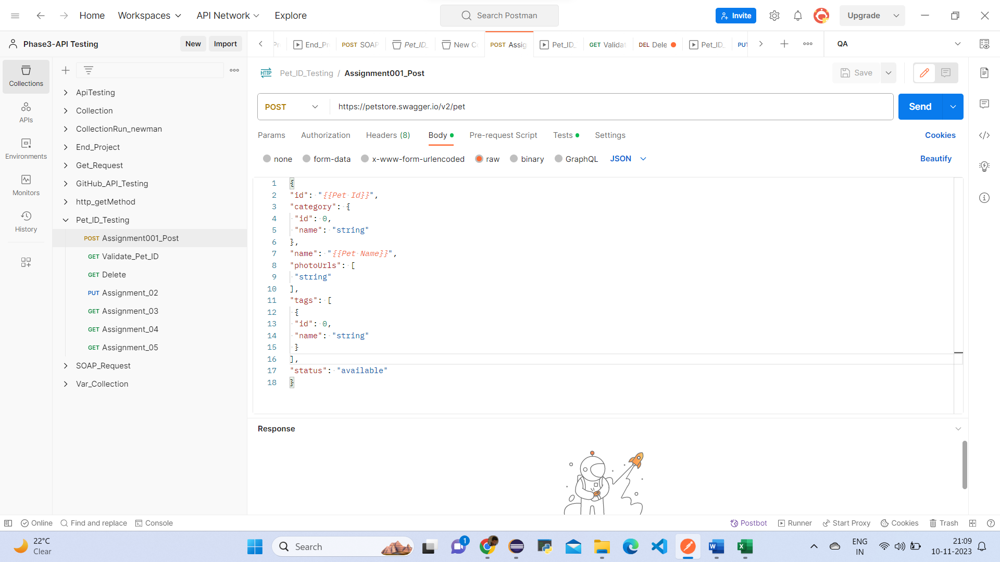 Home Workspaces API Network Explore Search Postman Invite Upgrade
Phase3-API Testing New Import End_Pr POST SOAP Pet_ID_ New Co POST Assig Pet_ID_ GET Validat DEL Dele Pet_ID_ PUT QA
Collections
APIs
Environments
Monitors
History
ApiTesting
Collection
CollectionRun_newman
End_Project
Get_Request
GitHub_API_Testing
http_getMethod
Pet_ID_Testing
POST Assignment001_Post
GET Validate_Pet_ID
GET Delete
PUT Assignment_02
GET Assignment_03
GET Assignment_04
GET Assignment_05
SOAP_Request
Var_Collection
HTTP Pet_ID_Testing / Assignment001_Post Save
POST https://petstore.swagger.io/v2/pet Send
Params Authorization Headers (8) Body Pre-request Script Tests Settings Cookies
none form-data x-www-form-urlencoded raw binary GraphQL JSON Beautify
1 {
2 "id": "{{Pet Id}}",
3 "category": {
4 "id": 0,
5 "name": "string"
6 },
7 "name": "{{Pet Name}}",
8 "photoUrls": [
9 "string"
10 ],
11 "tags": [
12 {
13 "id": 0,
14 "name": "string"
15 }
16 ],
17 "status": "available"
18 }
Response
Online Find and replace Console Postbot Runner Start Proxy Cookies Trash
22°C
Clear
Search
1
ENG
IN
21:09
10-11-2023